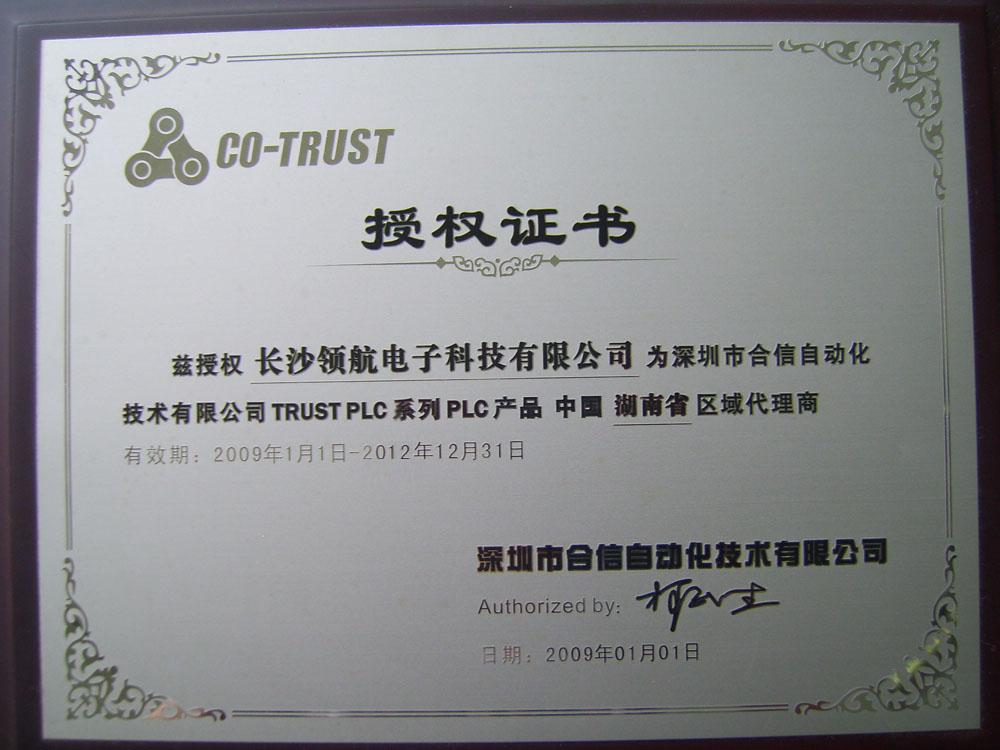 CO-TRUST
授权证书
兹授权 长沙领航电子科技有限公司 为深圳市合信自动化
技术有限公司 TRUST PLC 系列 PLC 产品 中国 湖南省 区域代理商
有效期：2009年1月1日-2012年12月31日
深圳市合信自动化技术有限公司
Authorized by:
日期：2009年01月01日